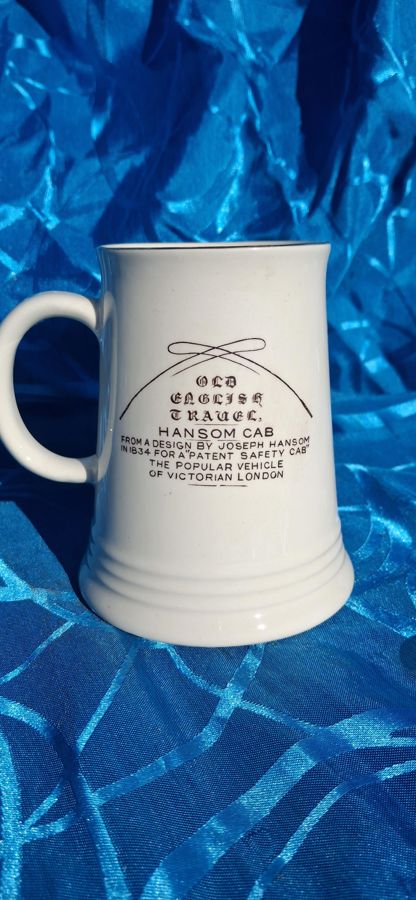 OLD
ENGLISH
TRAVEL,
HANSOM CAB
FROM A DESIGN BY JOSEPH HANSOM
IN 1834 FOR A "PATENT SAFETY CAB"
THE POPULAR VEHICLE
OF VICTORIAN LONDON